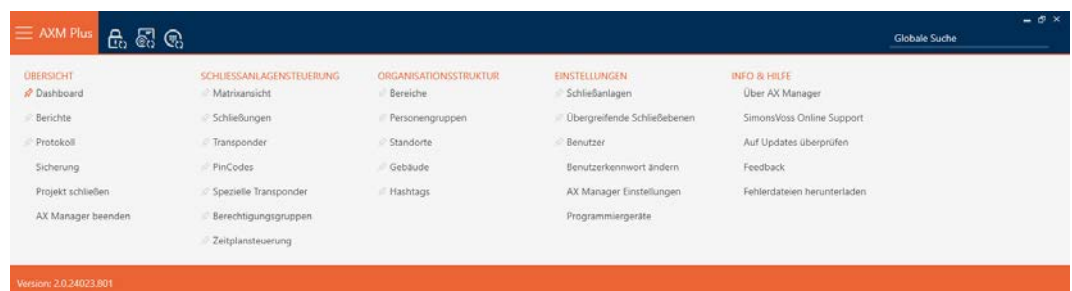 AXM Plus
Globale Suche
ÜBERSICHT
Dashboard
Berichte
Protokoll
Sicherung
Projekt schließen
AX Manager beenden
SCHLIESSANLAGENSTEUERUNG
Matrixansicht
Schließungen
Transponder
PinCodes
Spezielle Transponder
Berechtigungsgruppen
Zeitplansteuerung
ORGANISATIONSSTRUKTUR
Bereiche
Personengruppen
Standorte
Gebäude
Hashtags
EINSTELLUNGEN
Schließanlagen
Übergreifende Schließebenen
Benutzer
Benutzerkennwort ändern
AX Manager Einstellungen
Programmiergeräte
INFO & HILFE
Über AX Manager
SimonsVoss Online Support
Auf Updates überprüfen
Feedback
Fehlerdateien herunterladen
Version: 2.0.24023.801